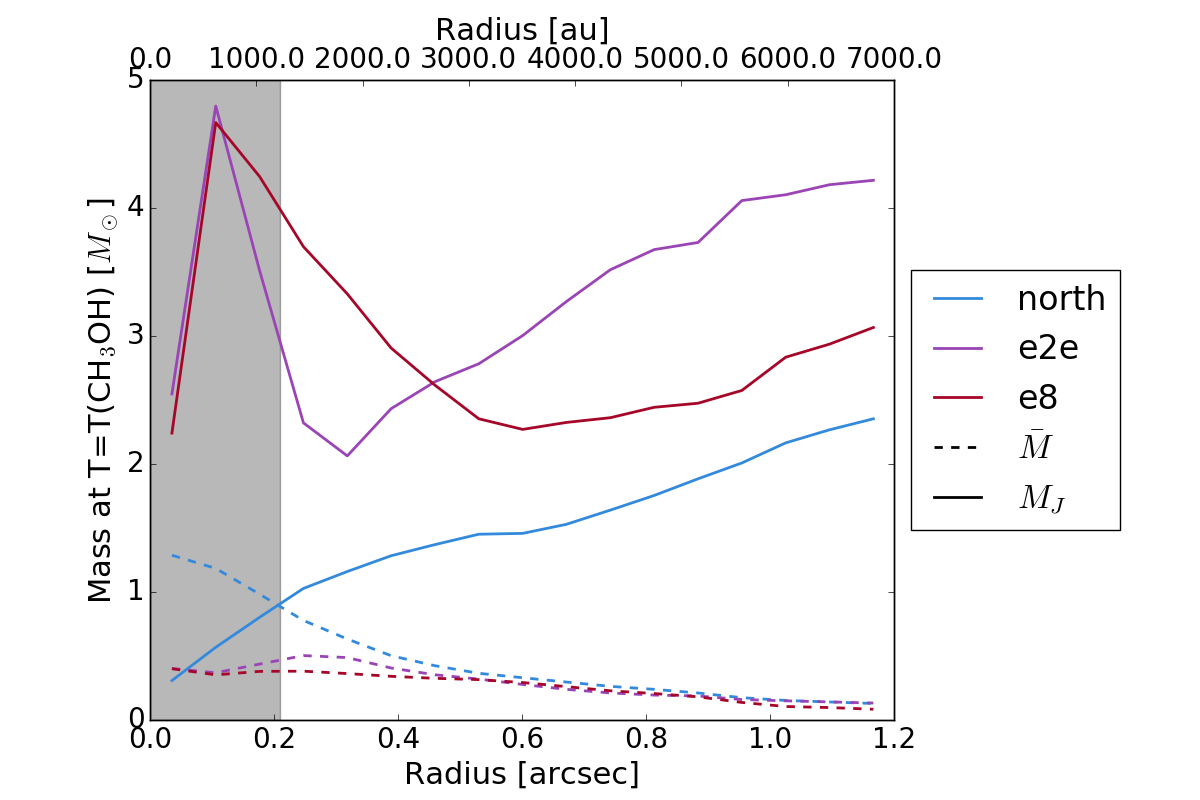 Radius [au]
0.0 1000.0 2000.0 3000.0 4000.0 5000.0 6000.0 7000.0
5
4
3
2
1
0
Mass at T=T(CH₃OH) [M☉]
0.0 0.2 0.4 0.6 0.8 1.0 1.2
Radius [arcsec]
north
e2e
e8
M̄
M_J